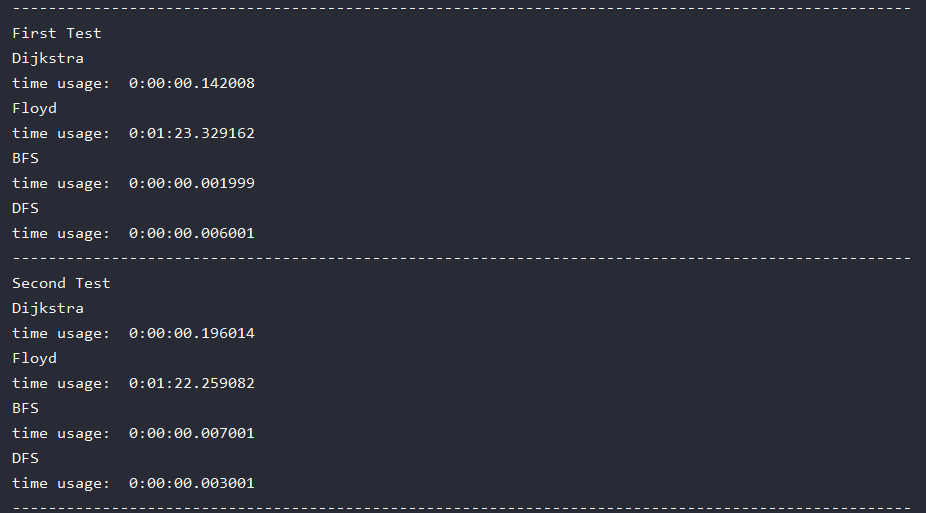 ----------------------------------------------------------------------------------------------------
First Test
Dijkstra
time usage:  0:00:00.142008
Floyd
time usage:  0:01:23.329162
BFS
time usage:  0:00:00.001999
DFS
time usage:  0:00:00.006001
----------------------------------------------------------------------------------------------------
Second Test
Dijkstra
time usage:  0:00:00.196014
Floyd
time usage:  0:01:22.259082
BFS
time usage:  0:00:00.007001
DFS
time usage:  0:00:00.003001
----------------------------------------------------------------------------------------------------